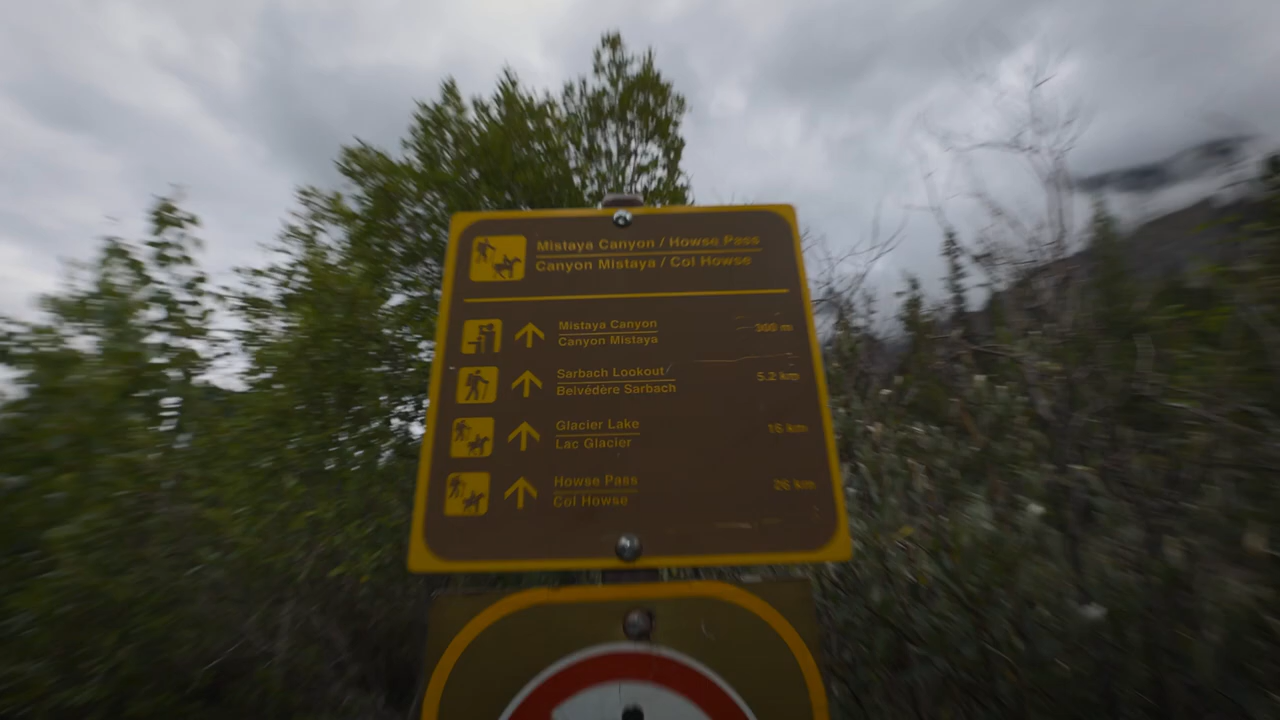 Mistaya Canyon / Howse Pass
Canyon Mistaya / Col Howse
Mistaya Canyon 300 m
Canyon Mistaya
Sarbach Lookout 5.2 km
Belvédère Sarbach
Glacier Lake 16 km
Lac Glacier
Howse Pass 26 km
Col Howse